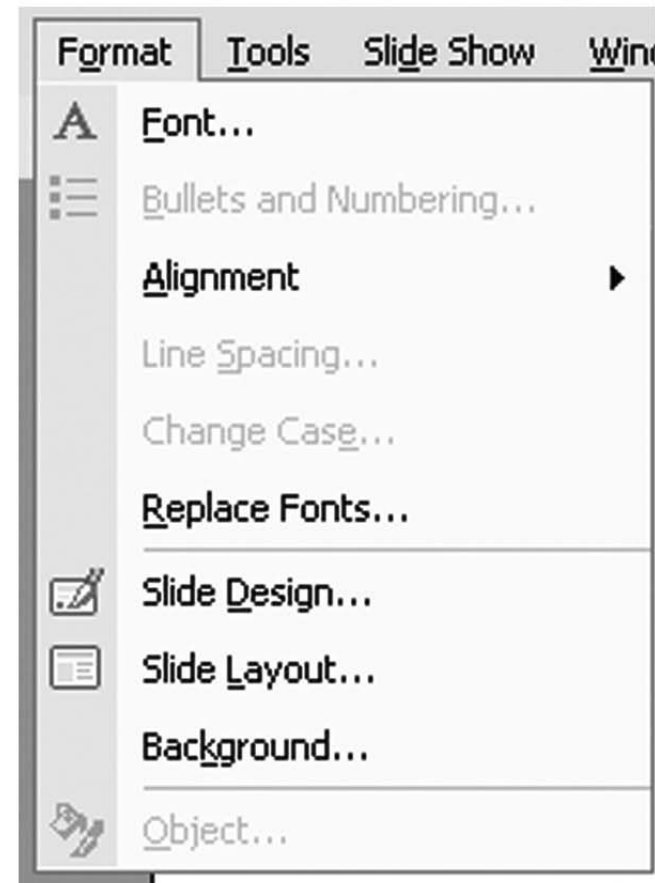 Format Tools Slide Show
Font...
Bullets and Numbering...
Alignment
Line Spacing...
Change Case...
Replace Fonts...
Slide Design...
Slide Layout...
Background...
Object...